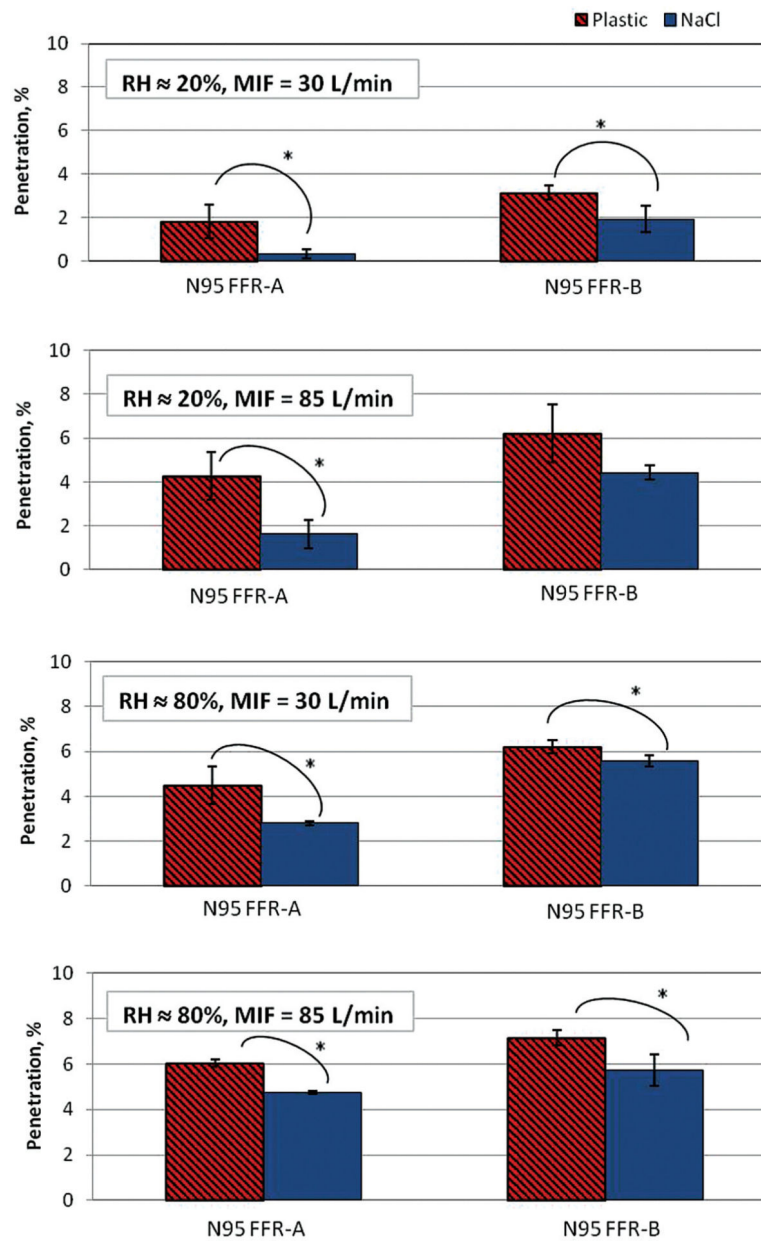 Plastic NaCl
Penetration, %
10
8
6
4
2
0
RH ≈ 20%, MIF = 30 L/min
*
*
N95 FFR-A N95 FFR-B
Penetration, %
10
8
6
4
2
0
RH ≈ 20%, MIF = 85 L/min
*
N95 FFR-A N95 FFR-B
Penetration, %
10
8
6
4
2
0
RH ≈ 80%, MIF = 30 L/min
*
*
N95 FFR-A N95 FFR-B
Penetration, %
10
8
6
4
2
0
RH ≈ 80%, MIF = 85 L/min
*
*
N95 FFR-A N95 FFR-B